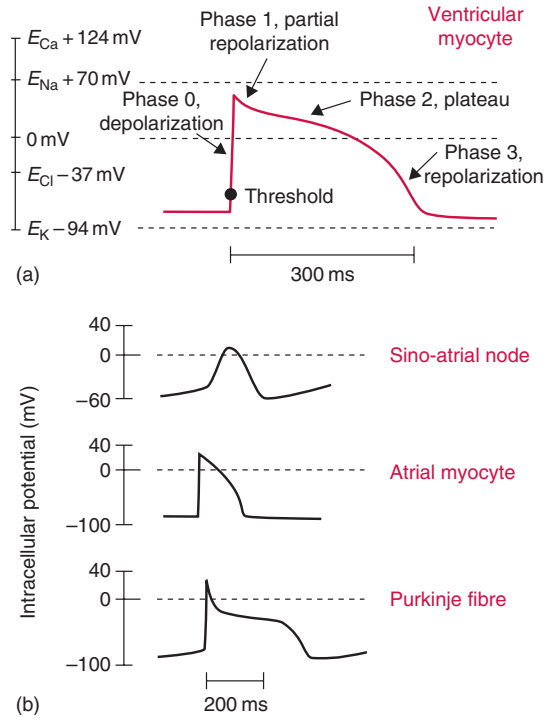 Phase 1, partial
repolarization
Ventricular
myocyte
E_Ca + 124 mV
E_Na + 70 mV
Phase 0,
depolarization
Phase 2, plateau
0 mV
E_Cl − 37 mV
Phase 3,
repolarization
Threshold
E_K − 94 mV
(a)
300 ms
Intracellular potential (mV)
40
0
−60
Sino-atrial node
40
0
−100
Atrial myocyte
40
0
−100
Purkinje fibre
(b)
200 ms